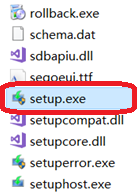 rollback.exe
schema.dat
sdbapiu.dll
segoeui.ttf
setup.exe
setupcompat.dll
setupcore.dll
setuperror.exe
setuphost.exe